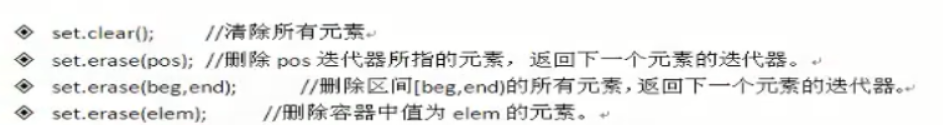 ◈ set.clear(); //清除所有元素
◈ set.erase(pos); //删除 pos 迭代器所指的元素，返回下一个元素的迭代器。
◈ set.erase(beg,end); //删除区间[beg,end)的所有元素，返回下一个元素的迭代器。
◈ set.erase(elem); //删除容器中值为 elem 的元素。